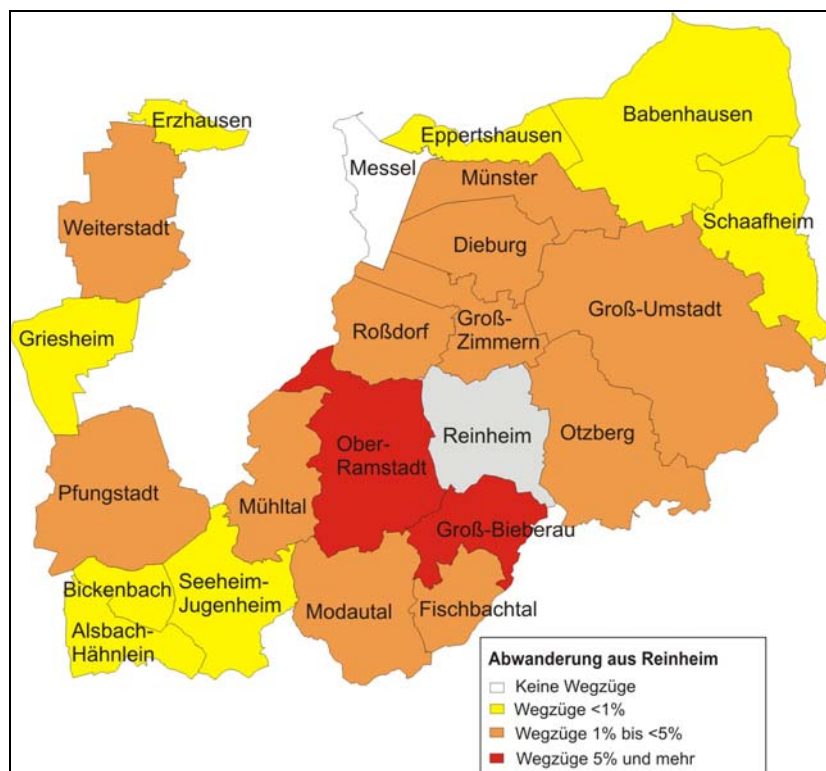 Erzhausen
Babenhausen
Eppertshausen
Messel
Münster
Schaafheim
Weiterstadt
Dieburg
Groß-Umstadt
Groß-
Zimmern
Roßdorf
Griesheim
Reinheim
Otzberg
Ober-
Ramstadt
Pfungstadt
Mühltal
Groß-Bieberau
Bickenbach
Seeheim-
Jugenheim
Modautal
Fischbachtal
Alsbach-
Hähnlein
Abwanderung aus Reinheim
Keine Wegzüge
Wegzüge <1%
Wegzüge 1% bis <5%
Wegzüge 5% und mehr